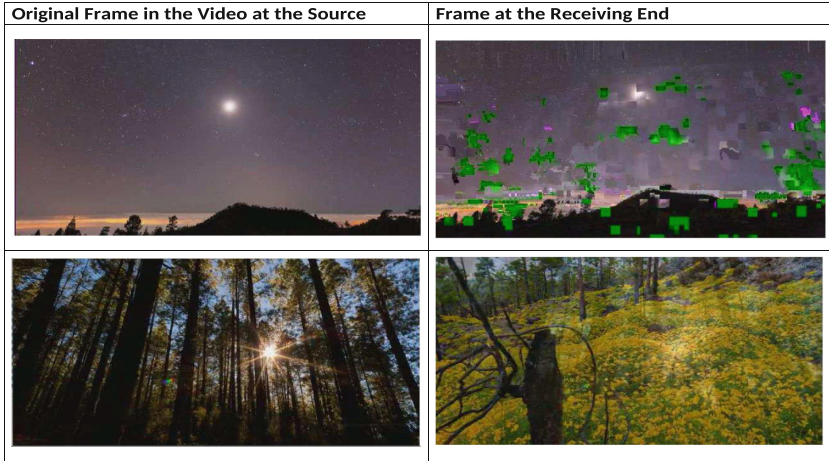 Original Frame in the Video at the Source
Frame at the Receiving End